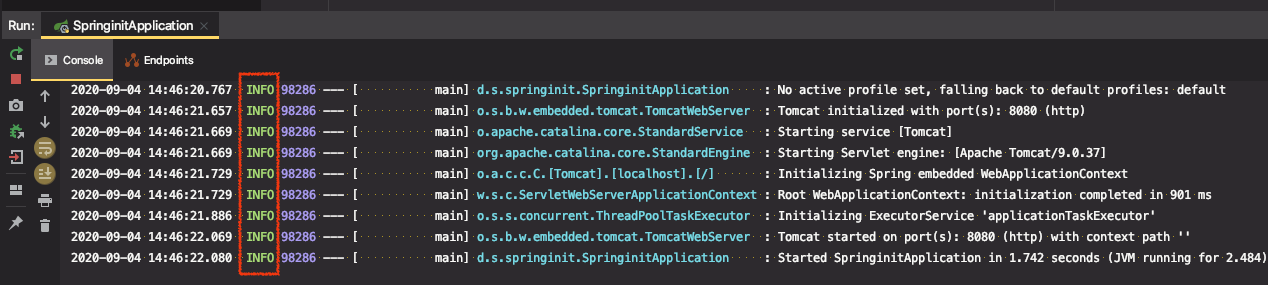 Run: SpringinitApplication ×
Console Endpoints
2020-09-04 14:46:20.767 INFO 98286 --- [ main] d.s.springinit.SpringinitApplication : No active profile set, falling back to default profiles: default
2020-09-04 14:46:21.657 INFO 98286 --- [ main] o.s.b.w.embedded.tomcat.TomcatWebServer : Tomcat initialized with port(s): 8080 (http)
2020-09-04 14:46:21.669 INFO 98286 --- [ main] o.apache.catalina.core.StandardService : Starting service [Tomcat]
2020-09-04 14:46:21.669 INFO 98286 --- [ main] org.apache.catalina.core.StandardEngine : Starting Servlet engine: [Apache Tomcat/9.0.37]
2020-09-04 14:46:21.729 INFO 98286 --- [ main] o.a.c.c.C.[Tomcat].[localhost].[/] : Initializing Spring embedded WebApplicationContext
2020-09-04 14:46:21.729 INFO 98286 --- [ main] w.s.c.ServletWebServerApplicationContext : Root WebApplicationContext: initialization completed in 901 ms
2020-09-04 14:46:21.886 INFO 98286 --- [ main] o.s.s.concurrent.ThreadPoolTaskExecutor : Initializing ExecutorService 'applicationTaskExecutor'
2020-09-04 14:46:22.069 INFO 98286 --- [ main] o.s.b.w.embedded.tomcat.TomcatWebServer : Tomcat started on port(s): 8080 (http) with context path ''
2020-09-04 14:46:22.080 INFO 98286 --- [ main] d.s.springinit.SpringinitApplication : Started SpringinitApplication in 1.742 seconds (JVM running for 2.484)